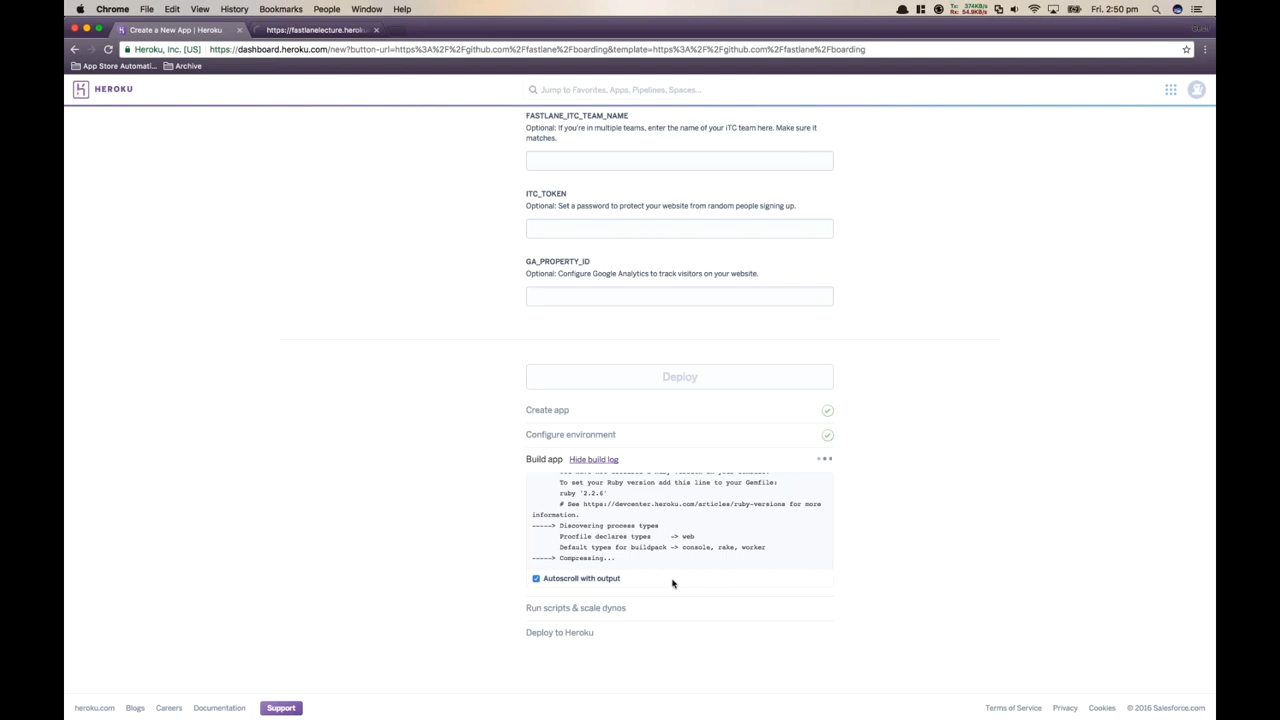 Chrome File Edit View History Bookmarks People Window Help
Tx: 374KB/s
Rx: 54.9KB/s
Fri 2:50 pm
Create a New App | Heroku
https://fastlanelecture.heroku
Heroku, Inc. [US] https://dashboard.heroku.com/new?button-url=https%3A%2F%2Fgithub.com%2Ffastlane%2Fboarding&template=https%3A%2F%2Fgithub.com%2Ffastlane%2Fboarding
App Store Automati... Archive
HEROKU
Jump to Favorites, Apps, Pipelines, Spaces...
FASTLANE_ITC_TEAM_NAME
Optional: If you're in multiple teams, enter the name of your iTC team here. Make sure it
matches.
ITC_TOKEN
Optional: Set a password to protect your website from random people signing up.
GA_PROPERTY_ID
Optional: Configure Google Analytics to track visitors on your website.
Deploy
Create app
Configure environment
Build app Hide build log
To set your Ruby version add this line to your Gemfile:
ruby '2.2.6'
# See https://devcenter.heroku.com/articles/ruby-versions for more
information.
-----> Discovering process types
Procfile declares types -> web
Default types for buildpack -> console, rake, worker
-----> Compressing...
Autoscroll with output
Run scripts & scale dynos
Deploy to Heroku
heroku.com Blogs Careers Documentation Support
Terms of Service Privacy Cookies © 2016 Salesforce.com